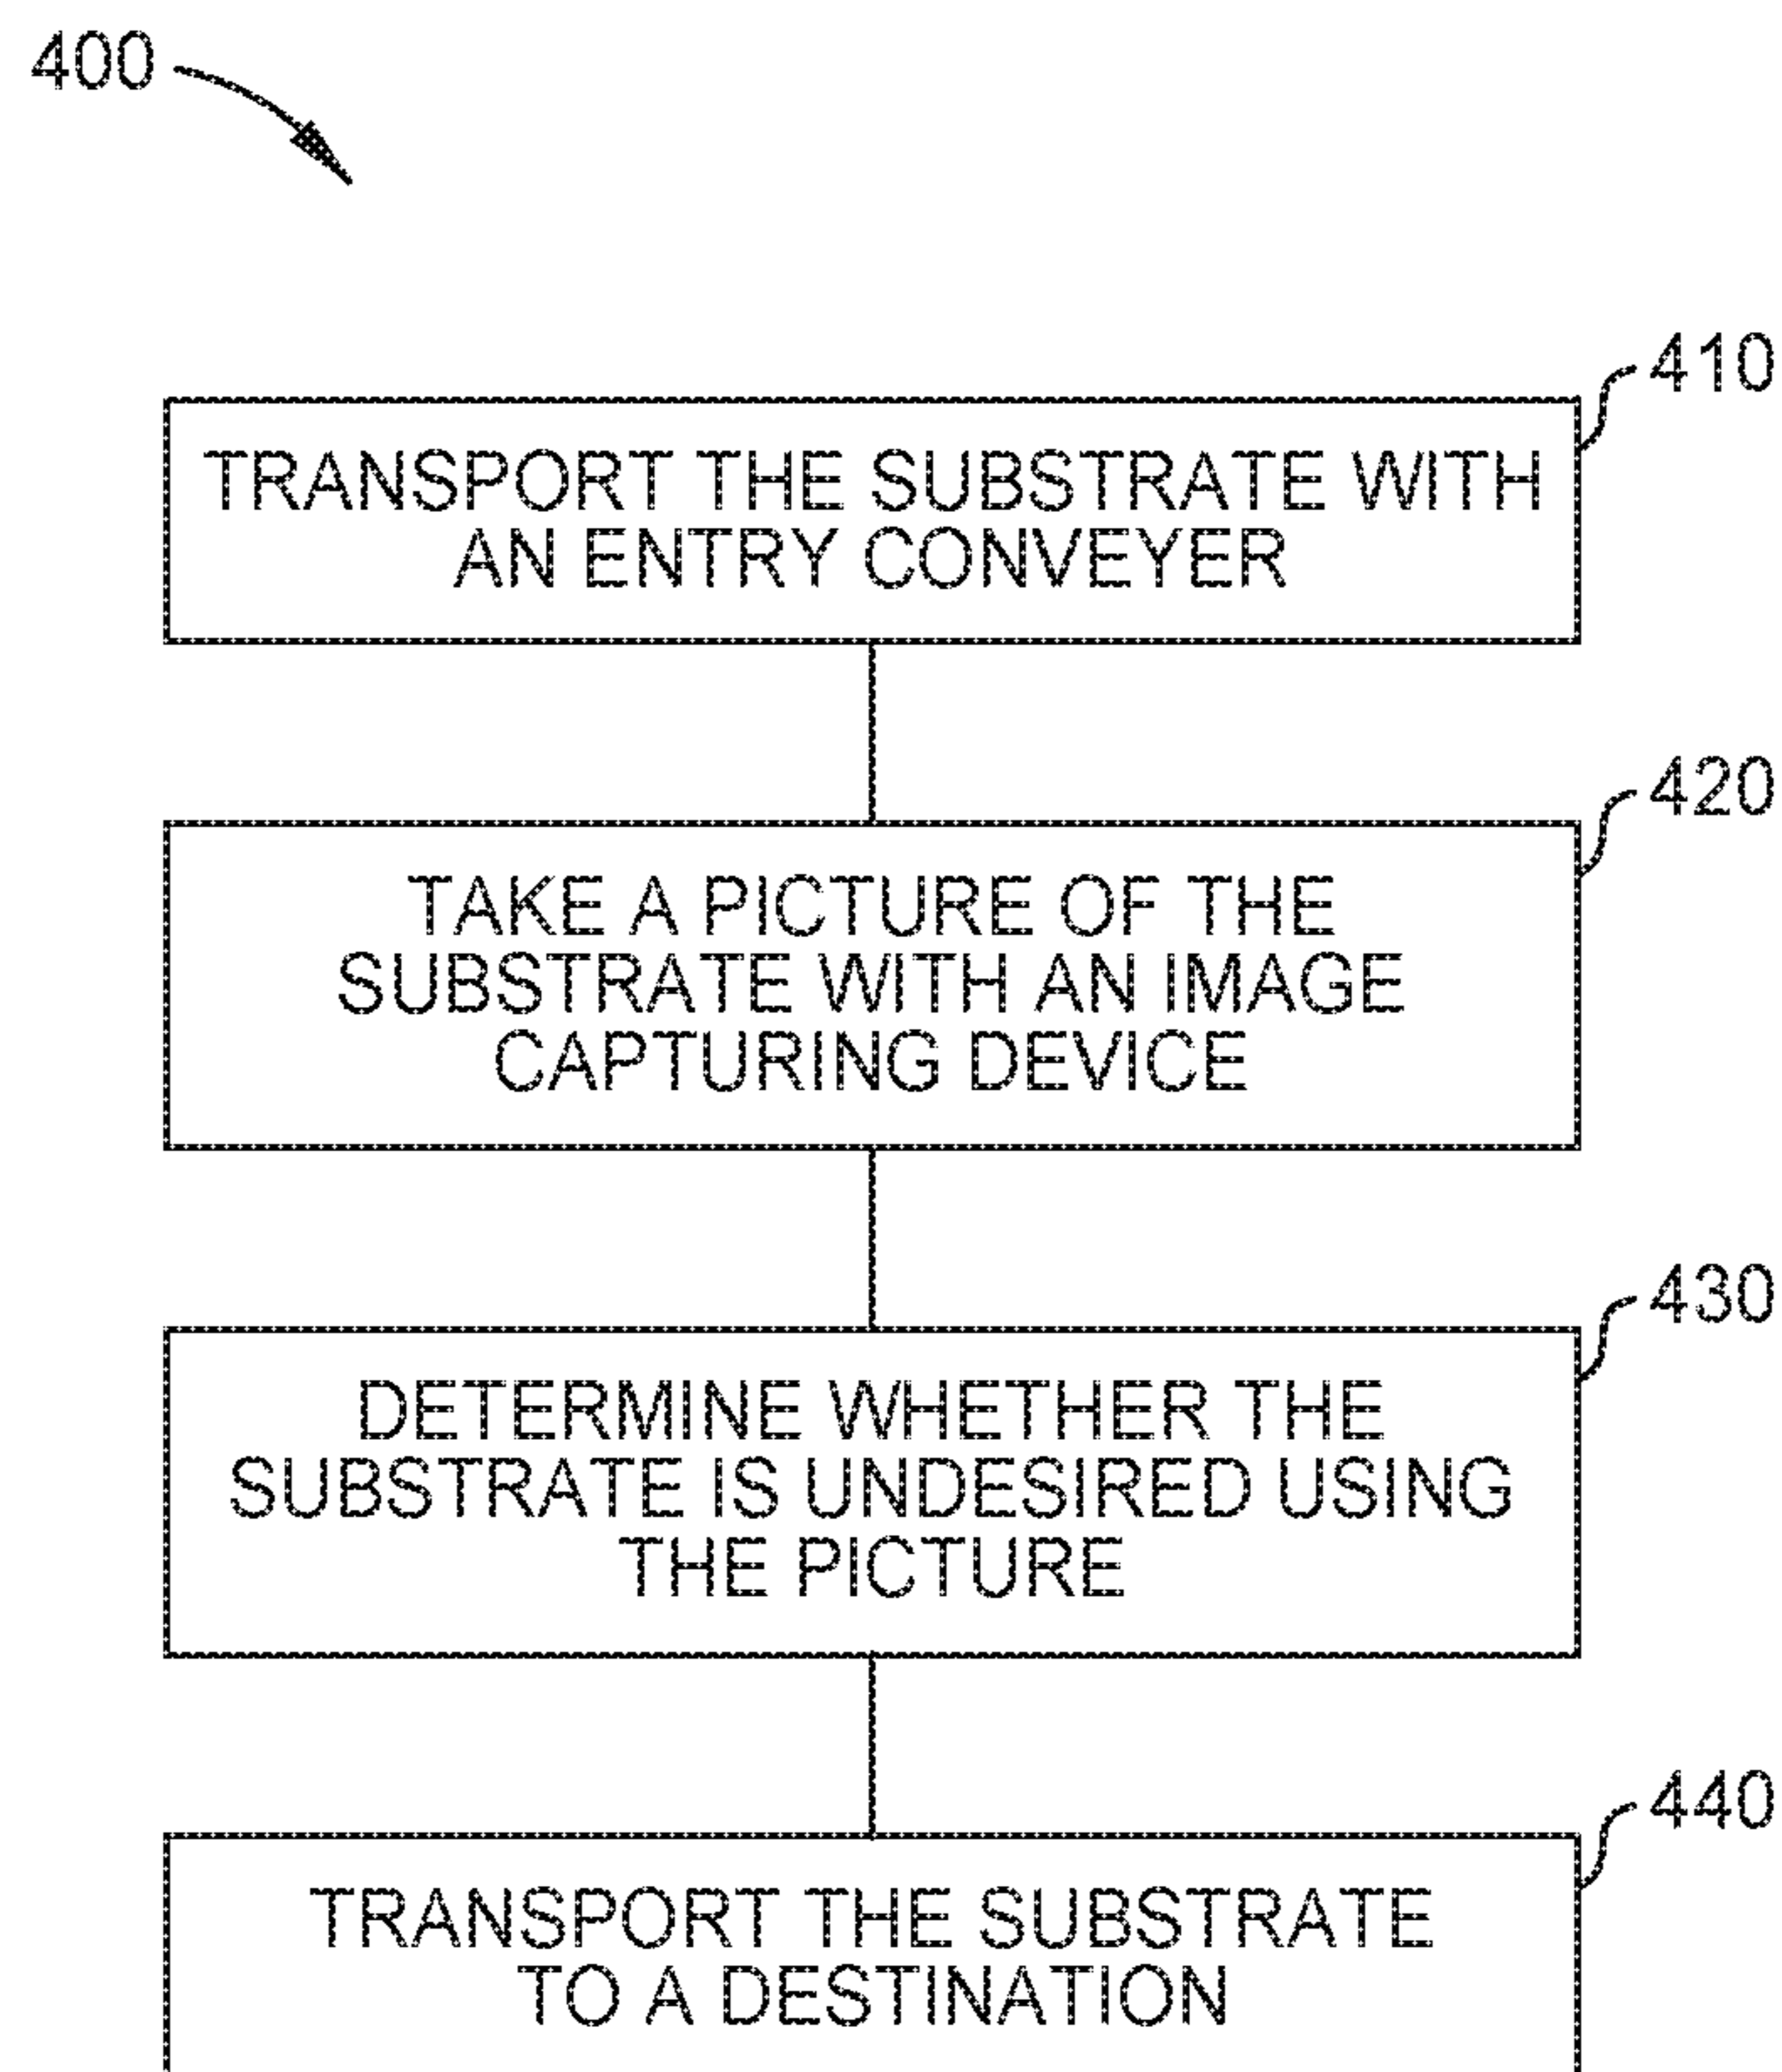 400
410
TRANSPORT THE SUBSTRATE WITH
AN ENTRY CONVEYER
420
TAKE A PICTURE OF THE
SUBSTRATE WITH AN IMAGE
CAPTURING DEVICE
430
DETERMINE WHETHER THE
SUBSTRATE IS UNDESIRED USING
THE PICTURE
440
TRANSPORT THE SUBSTRATE
TO A DESTINATION